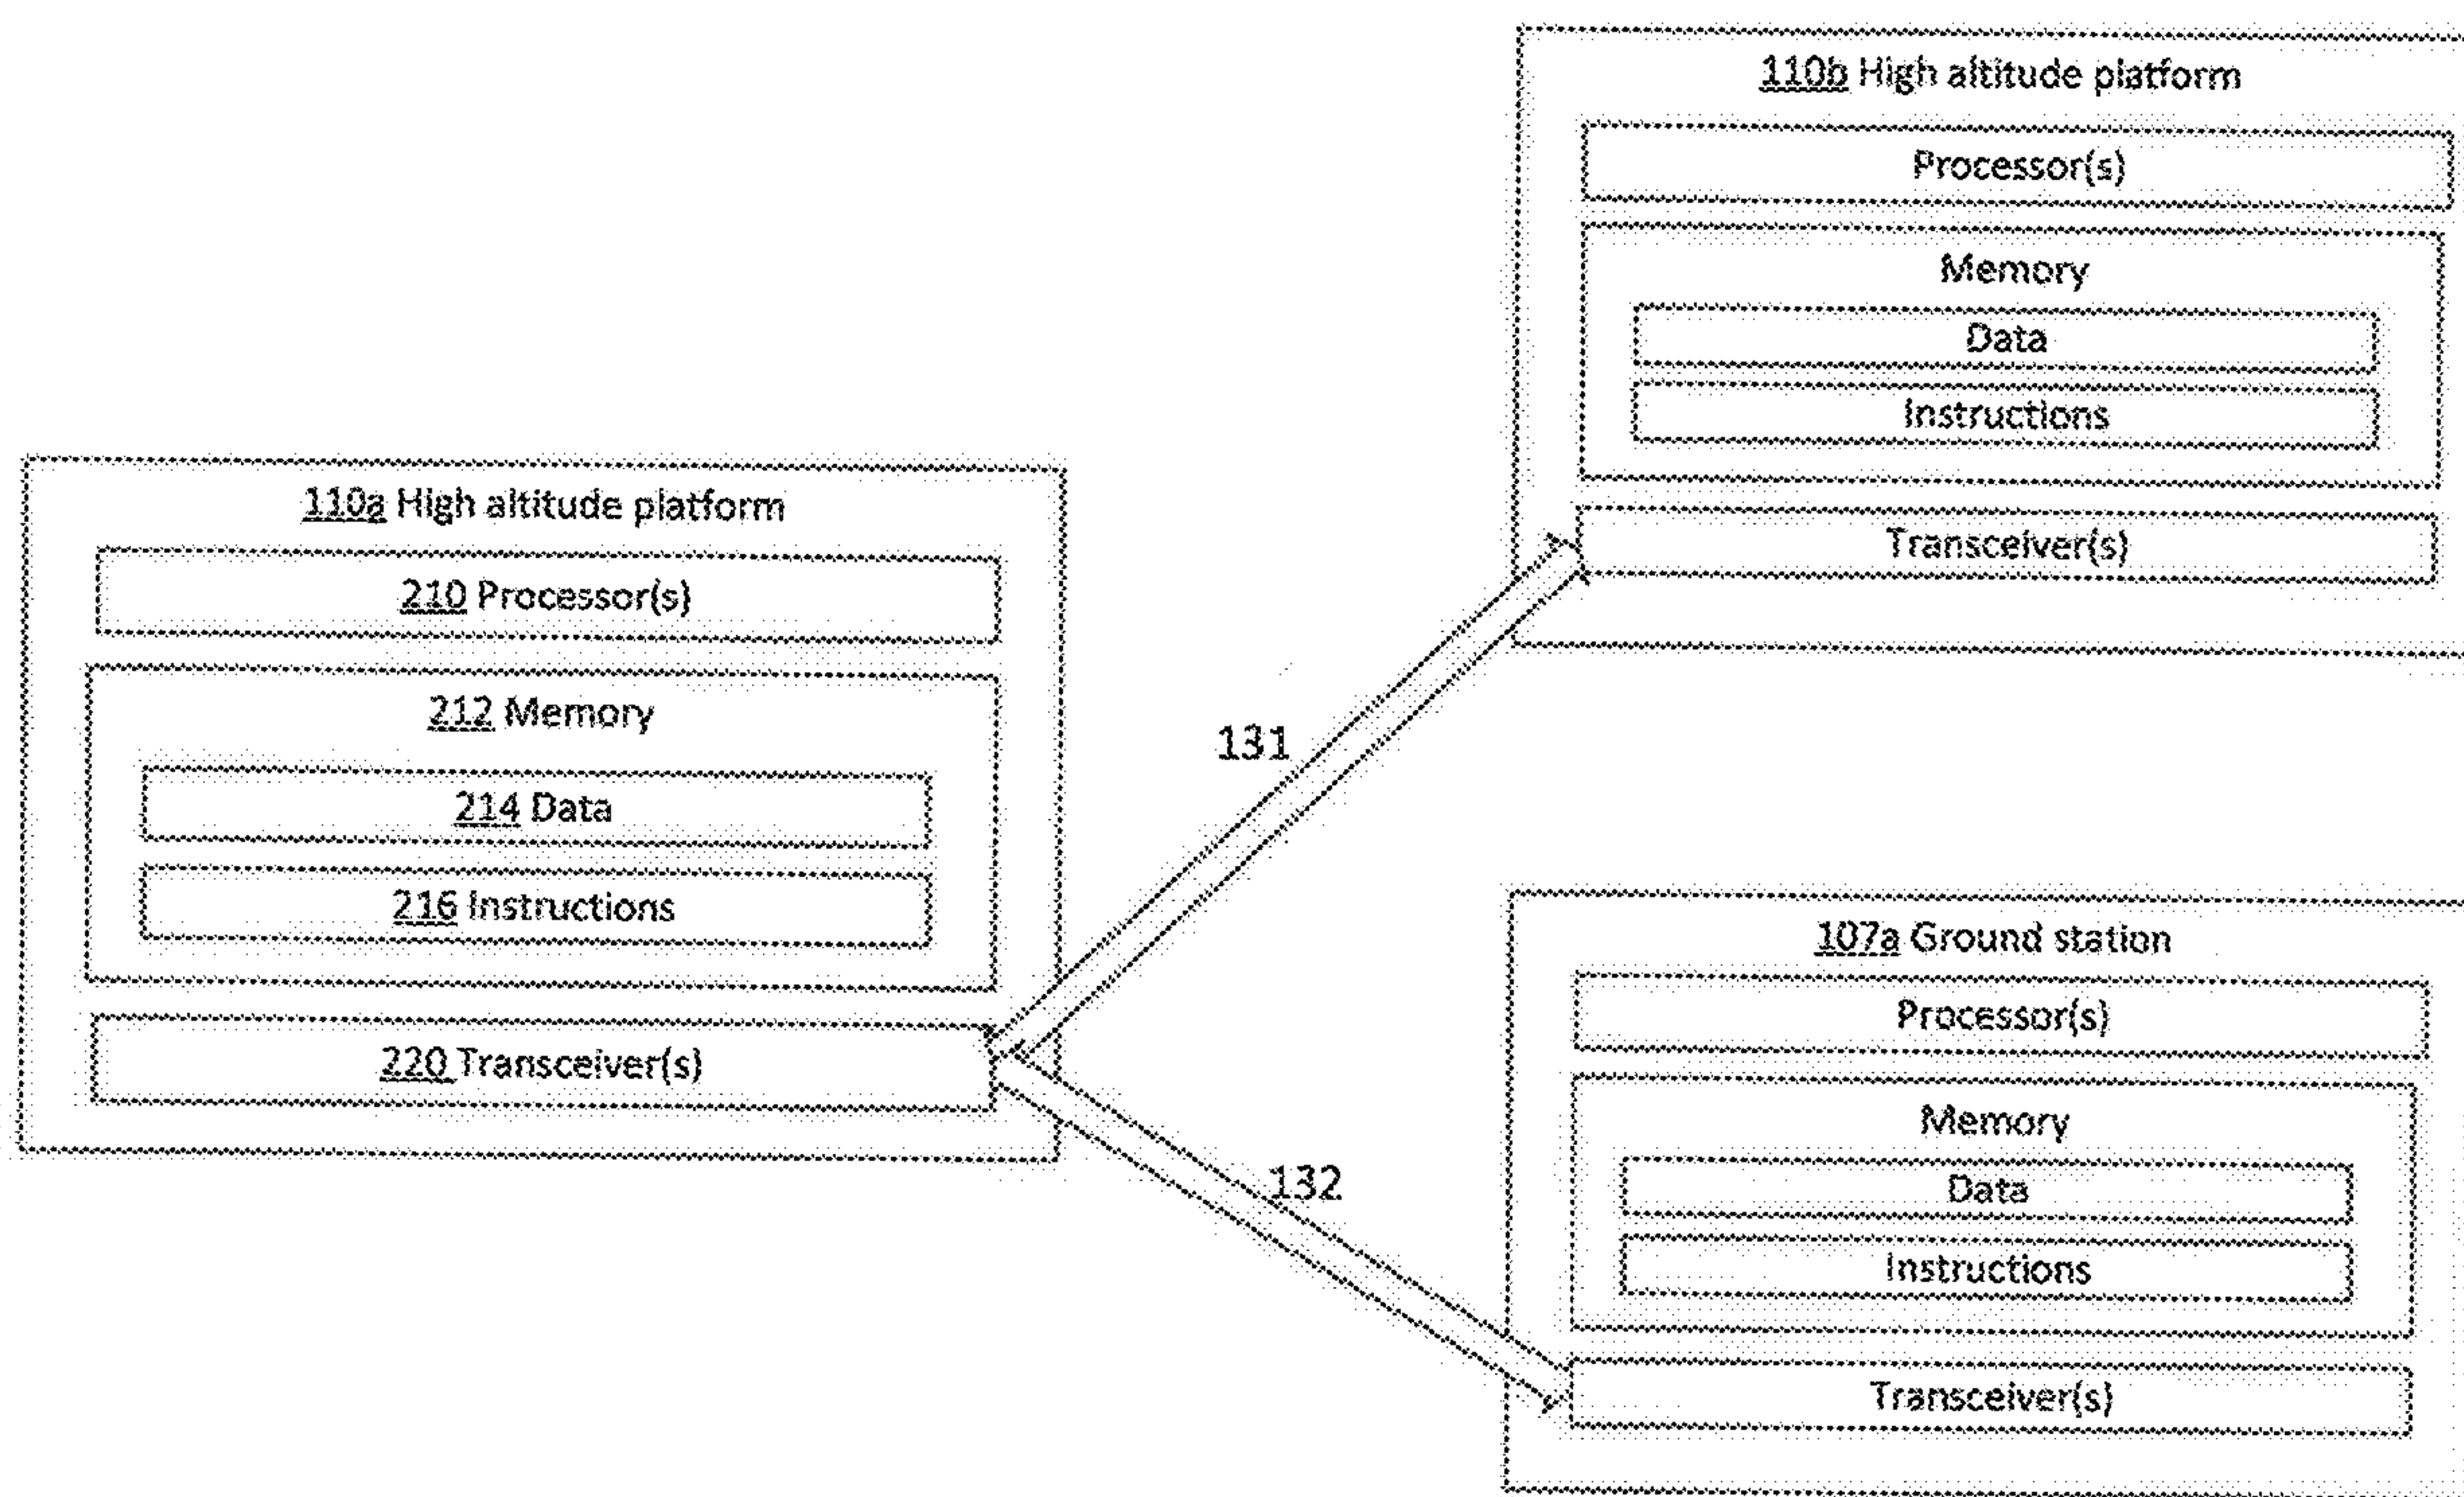 110a High altitude platform
210 Processor(s)
212 Memory
214 Data
216 Instructions
220 Transceiver(s)
131
132
110b High altitude platform
Processor(s)
Memory
Data
Instructions
Transceiver(s)
107a Ground station
Processor(s)
Memory
Data
Instructions
Transceiver(s)